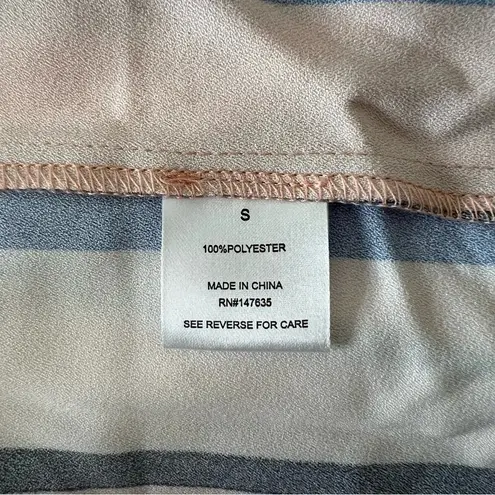 S
100%POLYESTER
MADE IN CHINA
RN#147635
SEE REVERSE FOR CARE